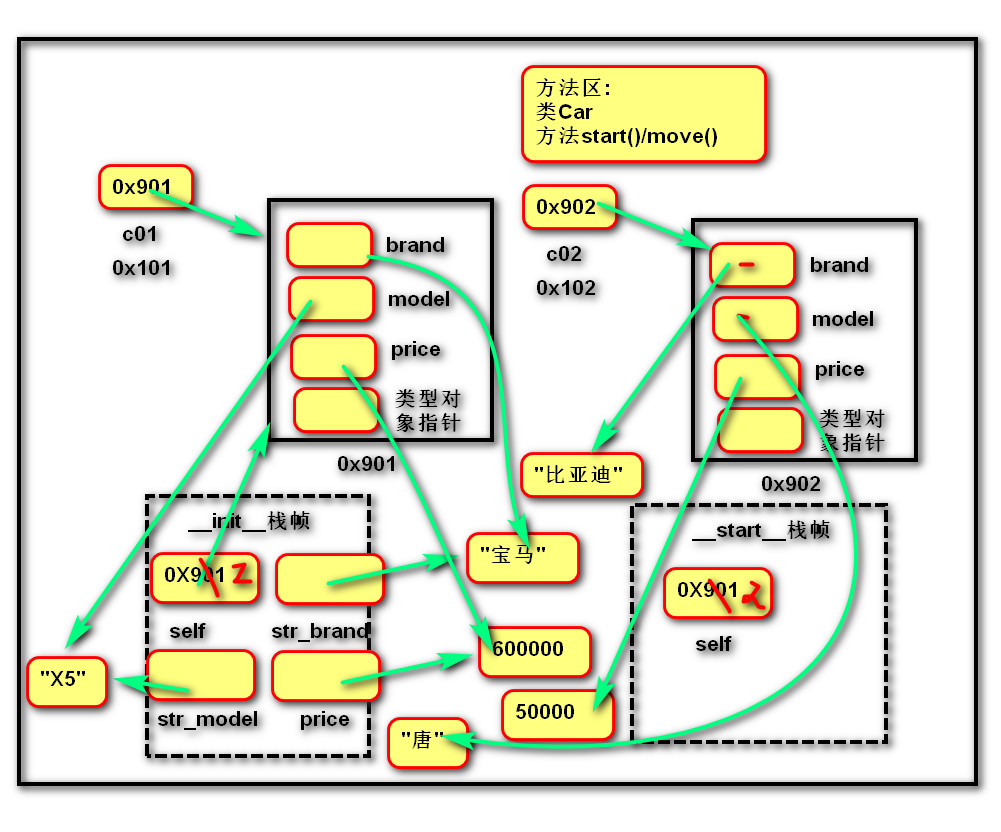 方法区:
类Car
方法start()/move()
0x901
c01
0x101
brand
model
price
类型对
象指针
0x901
0x902
c02
0x102
brand
model
price
类型对
象指针
0x902
"比亚迪"
__init__栈帧
0X901 2
self
str_brand
str_model
price
"宝马"
"X5"
600000
50000
"唐"
__start__栈帧
0X901 2
self